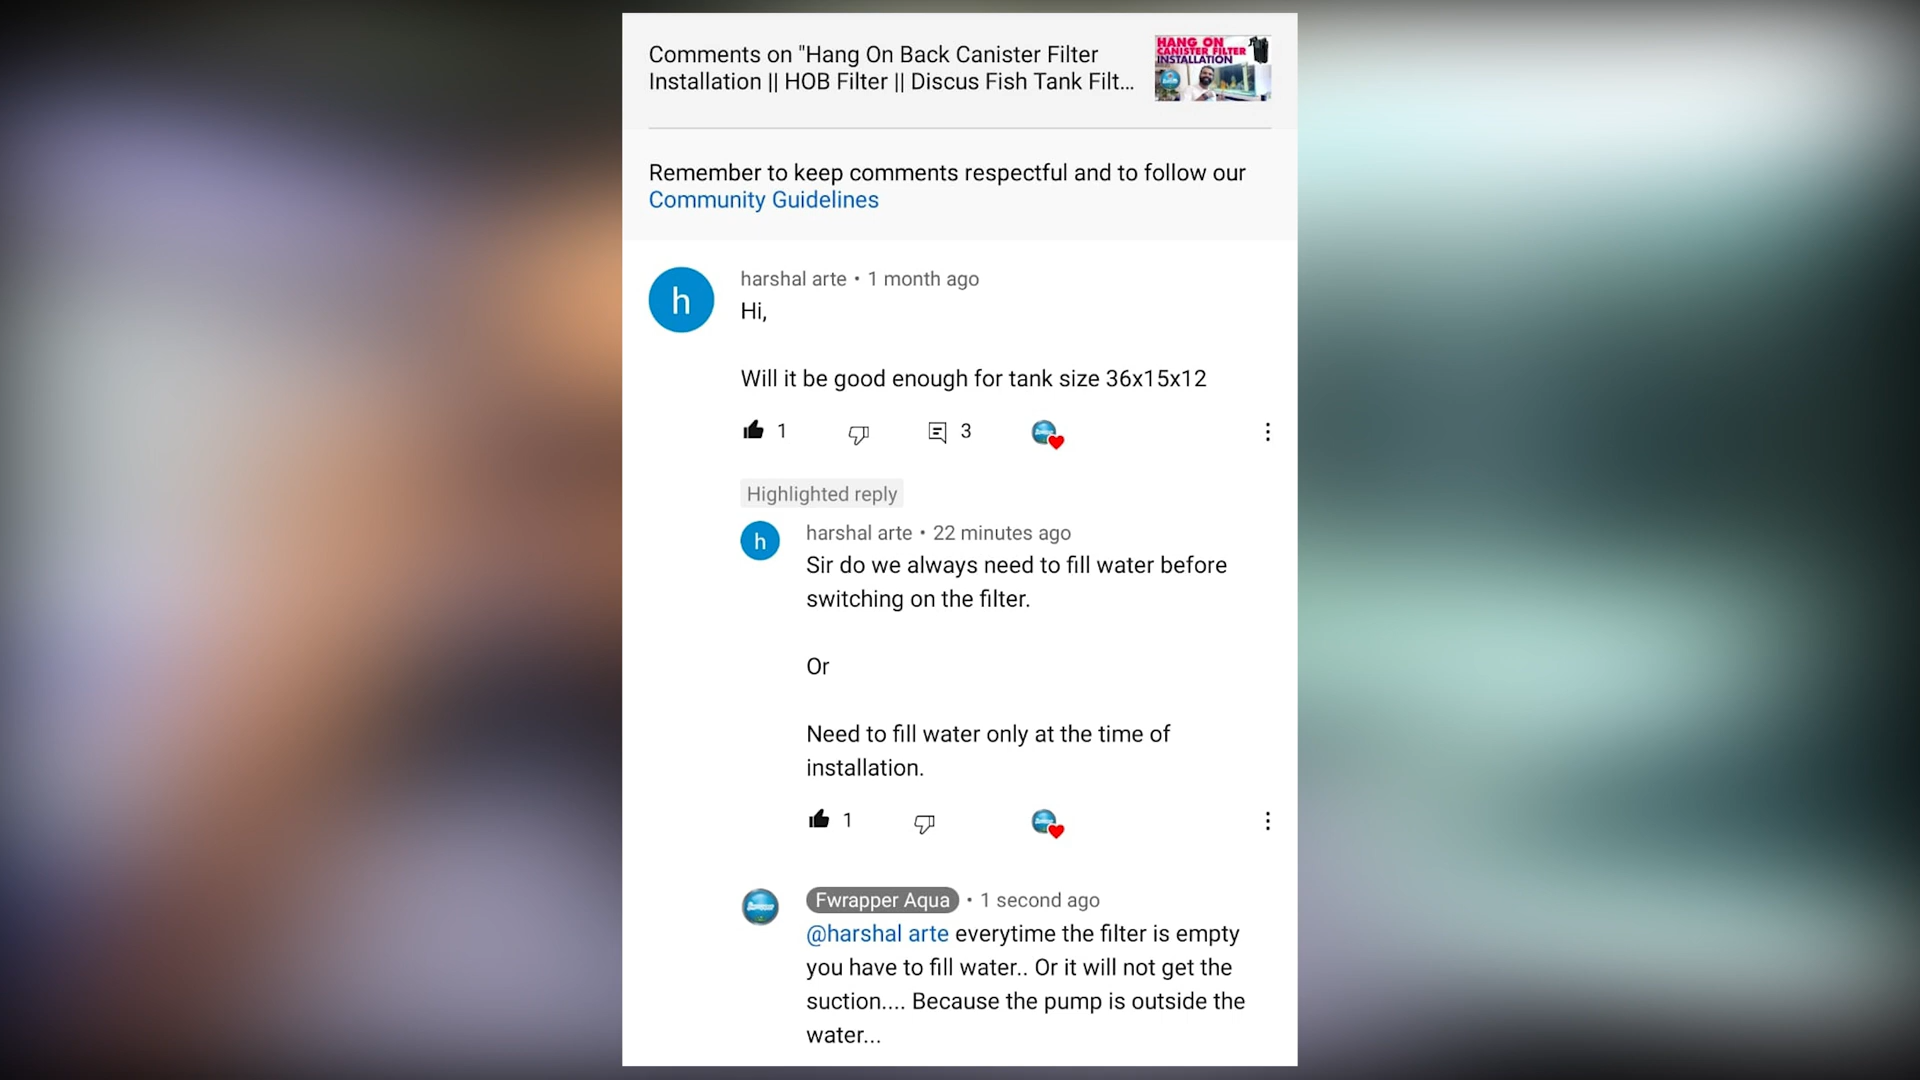 Comments on "Hang On Back Canister Filter
Installation || HOB Filter || Discus Fish Tank Filt...
HANG ON
CANISTER FILTER
INSTALLATION
Remember to keep comments respectful and to follow our
Community Guidelines
h
harshal arte • 1 month ago
Hi,
Will it be good enough for tank size 36x15x12
1
3
Highlighted reply
h
harshal arte • 22 minutes ago
Sir do we always need to fill water before
switching on the filter.
Or
Need to fill water only at the time of
installation.
1
Fwrapper Aqua • 1 second ago
@harshal arte everytime the filter is empty
you have to fill water.. Or it will not get the
suction.... Because the pump is outside the
water...